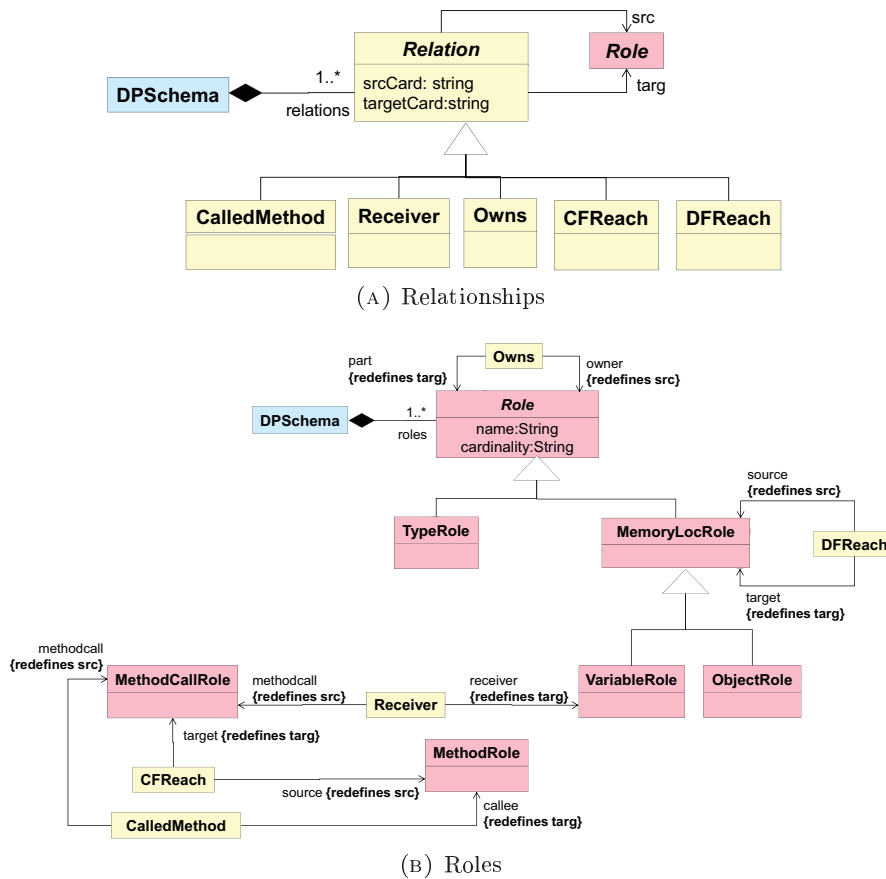 src
Relation
Role
1..*
srcCard: string
targetCard:string
DPSchema
relations
targ
CalledMethod
Receiver
Owns
CFReach
DFReach
(A) Relationships
part
{redefines targ}
Owns
owner
{redefines src}
Role
DPSchema
1..*
roles
name:String
cardinality:String
source
{redefines src}
TypeRole
MemoryLocRole
DFReach
target
{redefines targ}
methodcall
{redefines src}
MethodCallRole
methodcall
{redefines src}
Receiver
receiver
{redefines targ}
VariableRole
ObjectRole
target {redefines targ}
MethodRole
CFReach
source {redefines src}
callee
{redefines targ}
CalledMethod
(B) Roles